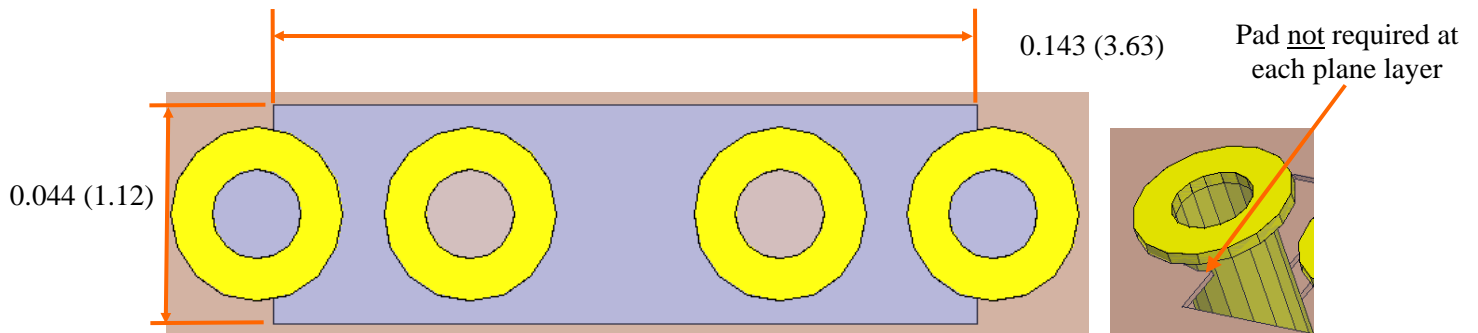 0.143 (3.63)
Pad not required at
each plane layer
0.044 (1.12)